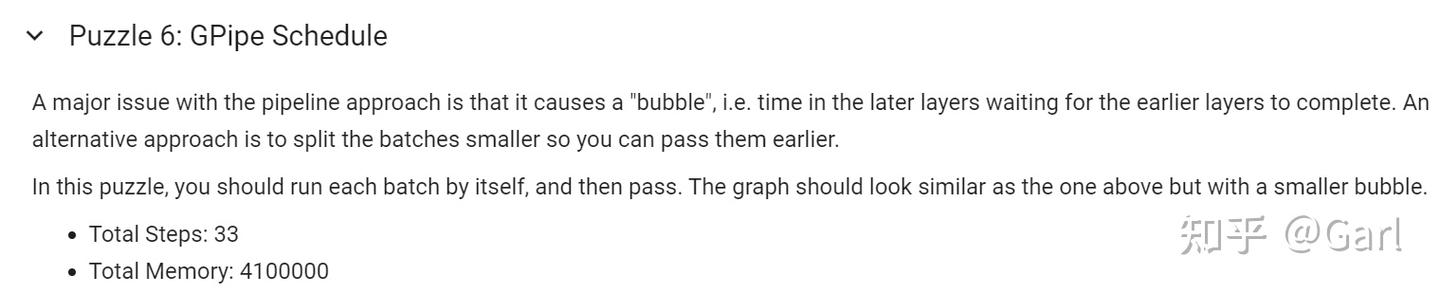 Puzzle 6: GPipe Schedule
A major issue with the pipeline approach is that it causes a "bubble", i.e. time in the later layers waiting for the earlier layers to complete. An
alternative approach is to split the batches smaller so you can pass them earlier.
In this puzzle, you should run each batch by itself, and then pass. The graph should look similar as the one above but with a smaller bubble.
• Total Steps: 33
• Total Memory: 4100000
知乎 @Garl